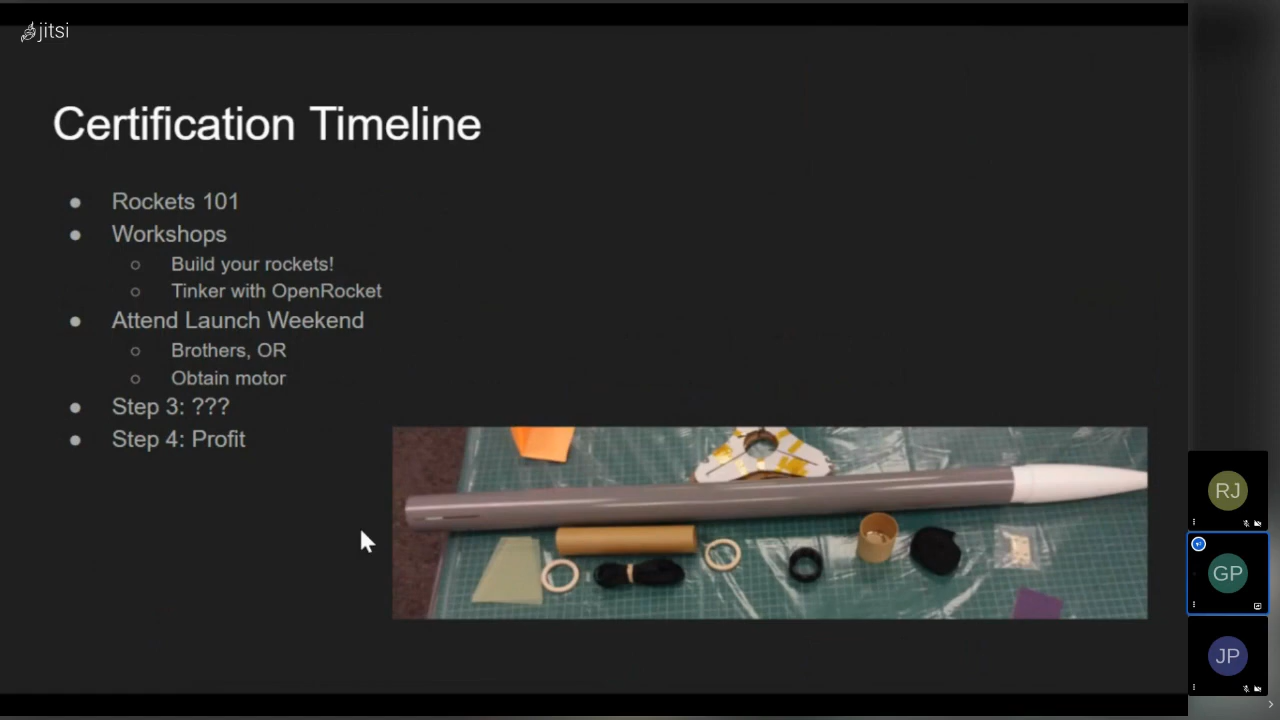 jitsi
Certification Timeline
● Rockets 101
● Workshops
○ Build your rockets!
○ Tinker with OpenRocket
● Attend Launch Weekend
○ Brothers, OR
○ Obtain motor
● Step 3: ???
● Step 4: Profit
RJ
GP
JP